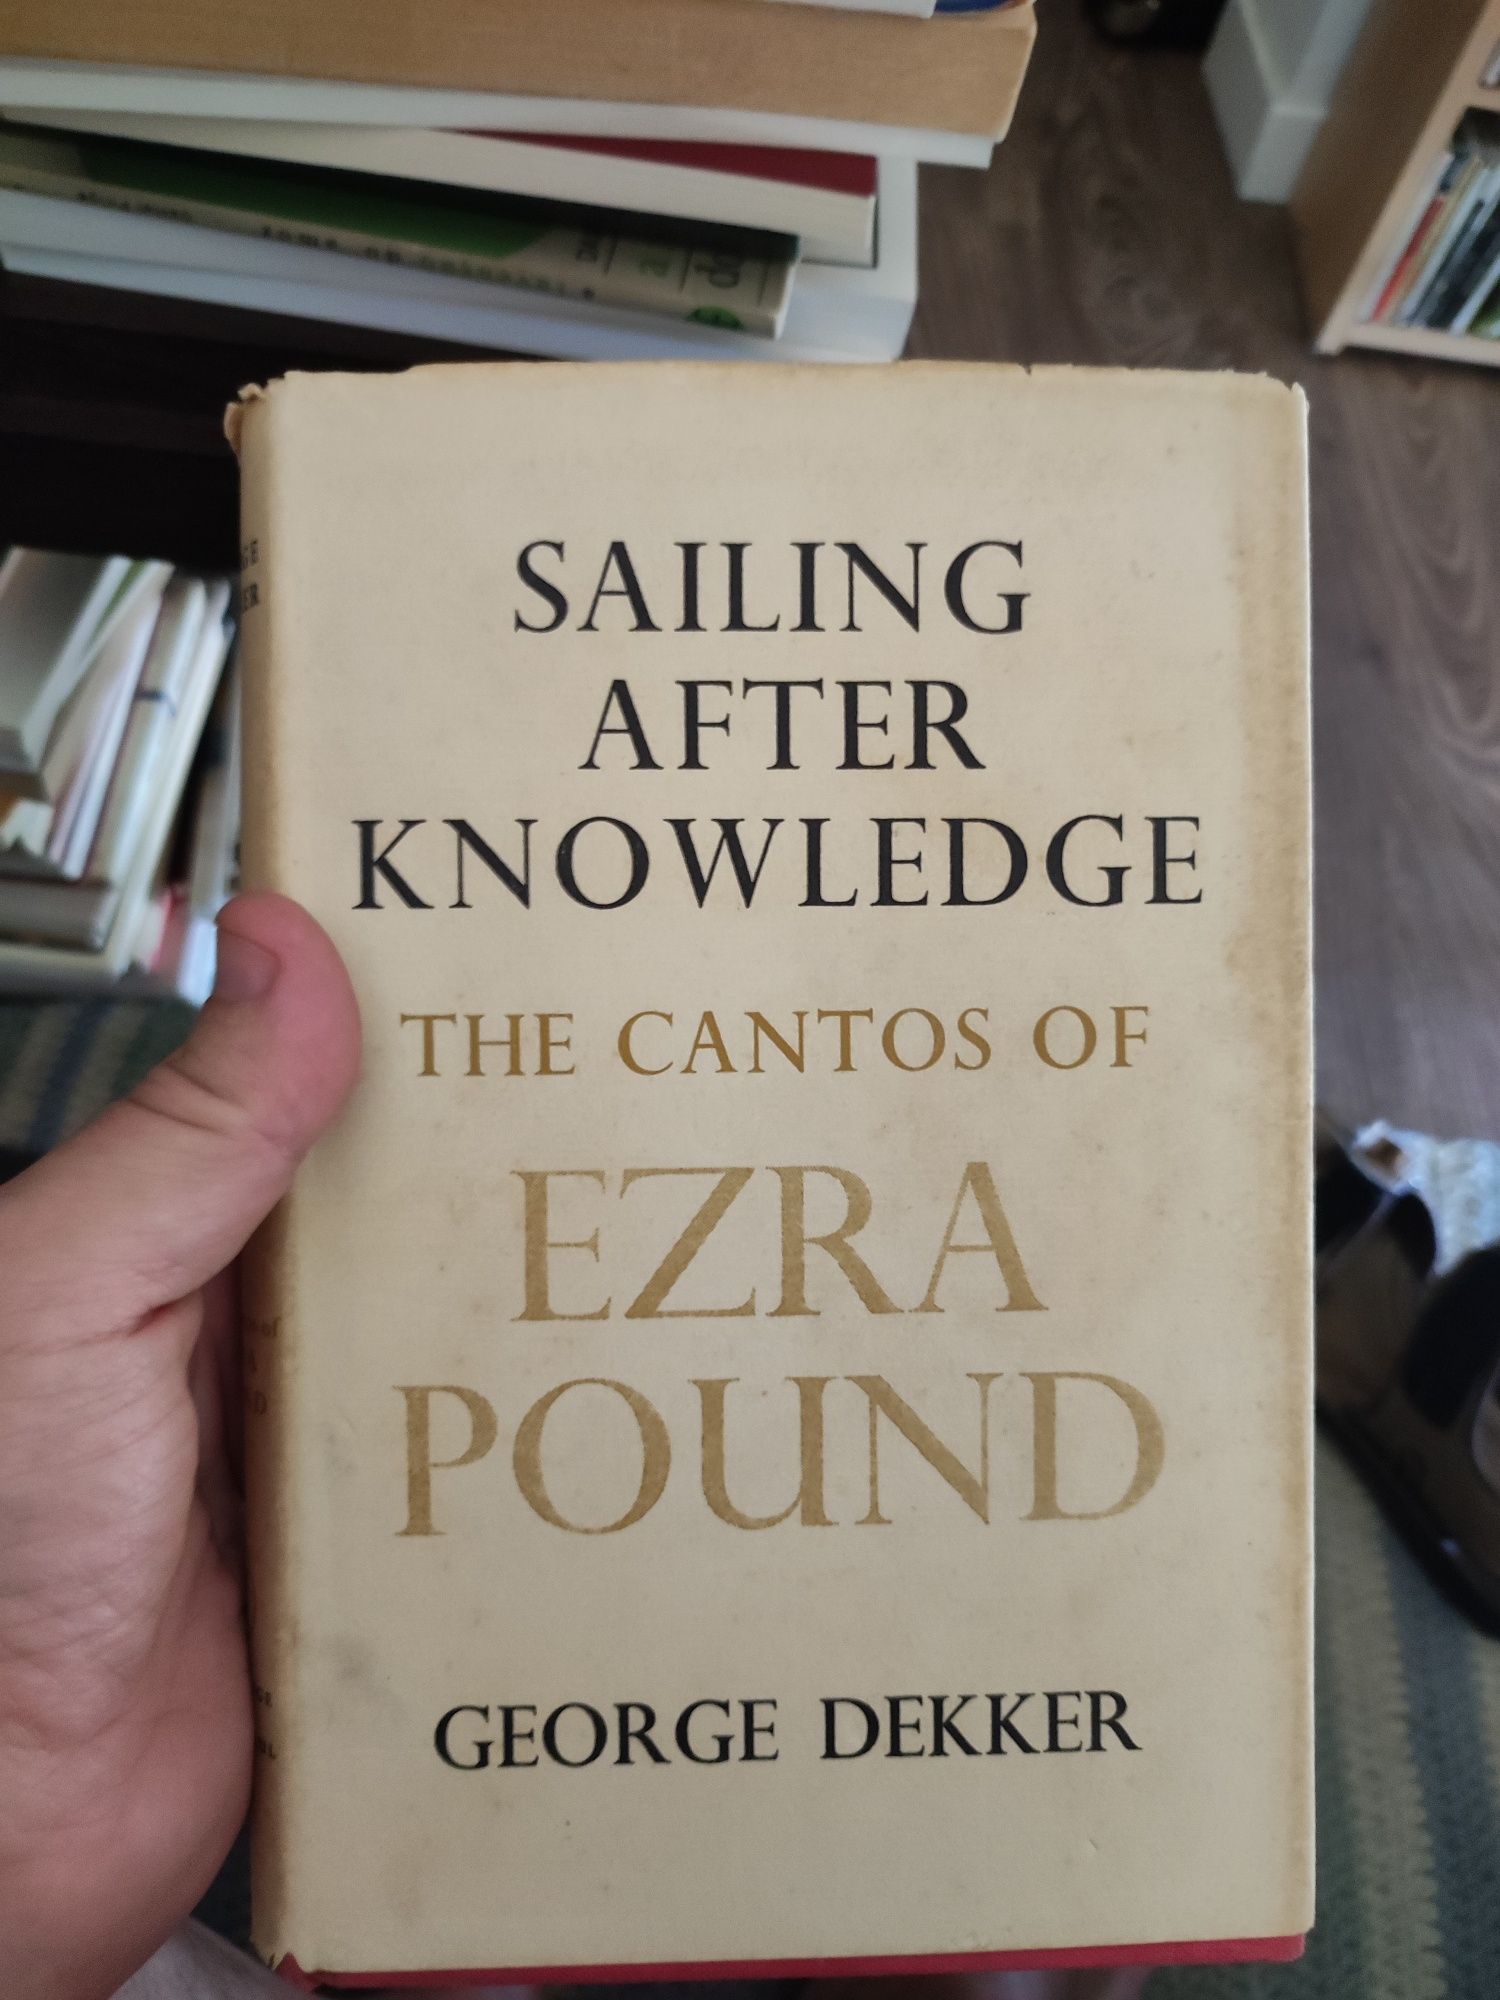 SAILING
AFTER
KNOWLEDGE
THE CANTOS OF
EZRA
POUND
GEORGE DEKKER